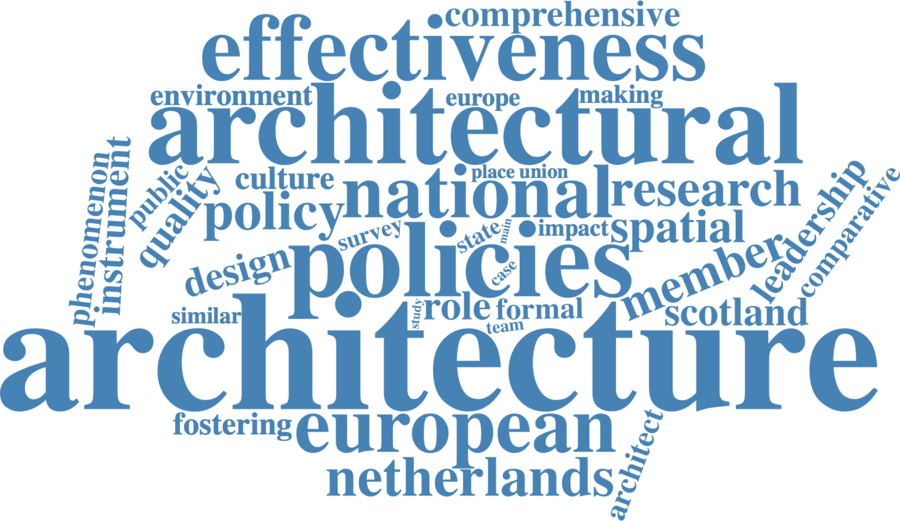 comprehensive
effectiveness
environment
europe
making
architectural
phenomenon
instrument
public
quality
culture
place union
national
research
policy
survey
state
main
impact
spatial
leadership
comparative
design
policies
case
member
similar
study
role
formal
team
scotland
architecture
fostering
european
architect
netherlands